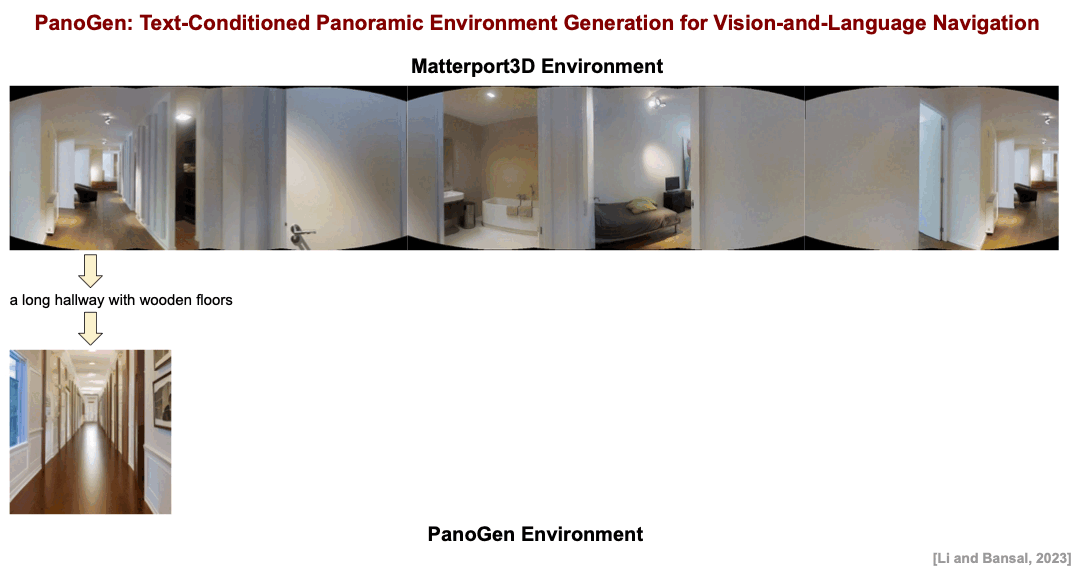 PanoGen: Text-Conditioned Panoramic Environment Generation for Vision-and-Language Navigation
Matterport3D Environment
a long hallway with wooden floors
PanoGen Environment
[Li and Bansal, 2023]